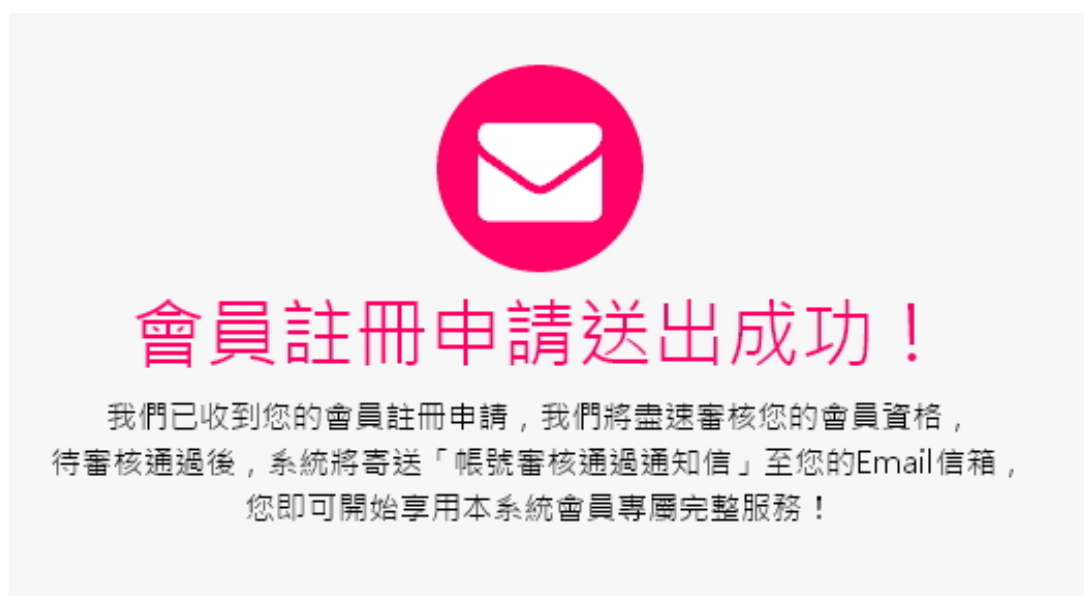 會員註冊申請送出成功！
我們已收到您的會員註冊申請，我們將盡速審核您的會員資格，
待審核通過後，系統將寄送「帳號審核通過通知信」至您的Email信箱，
您即可開始享用本系統會員專屬完整服務！